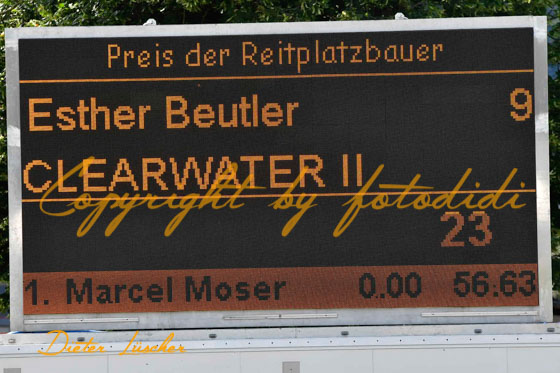 Preis der Reitplatzbauer
Esther Beutler 9
CLEARWATER II
Copyright by fotodidi
23
1. Marcel Moser 0.00 56.63
Dieter Lüscher